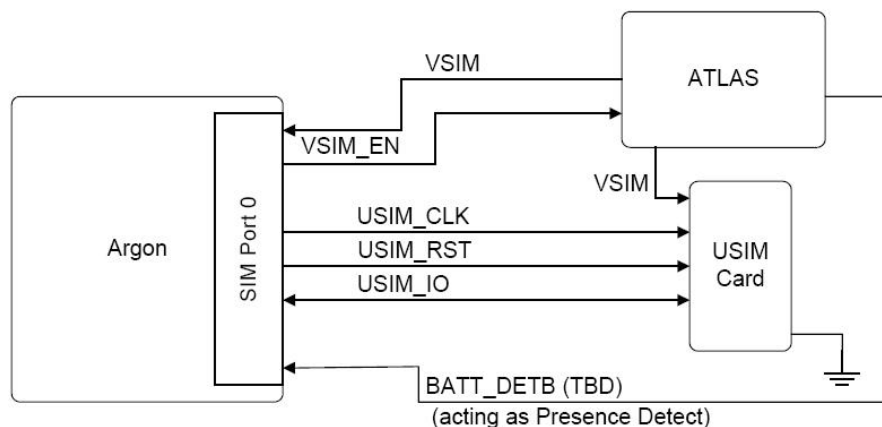 VSIM
ATLAS
VSIM_EN
VSIM
USIM_CLK
USIM_RST
USIM_IO
Argon
SIM Port 0
USIM
Card
BATT_DETB (TBD)
(acting as Presence Detect)